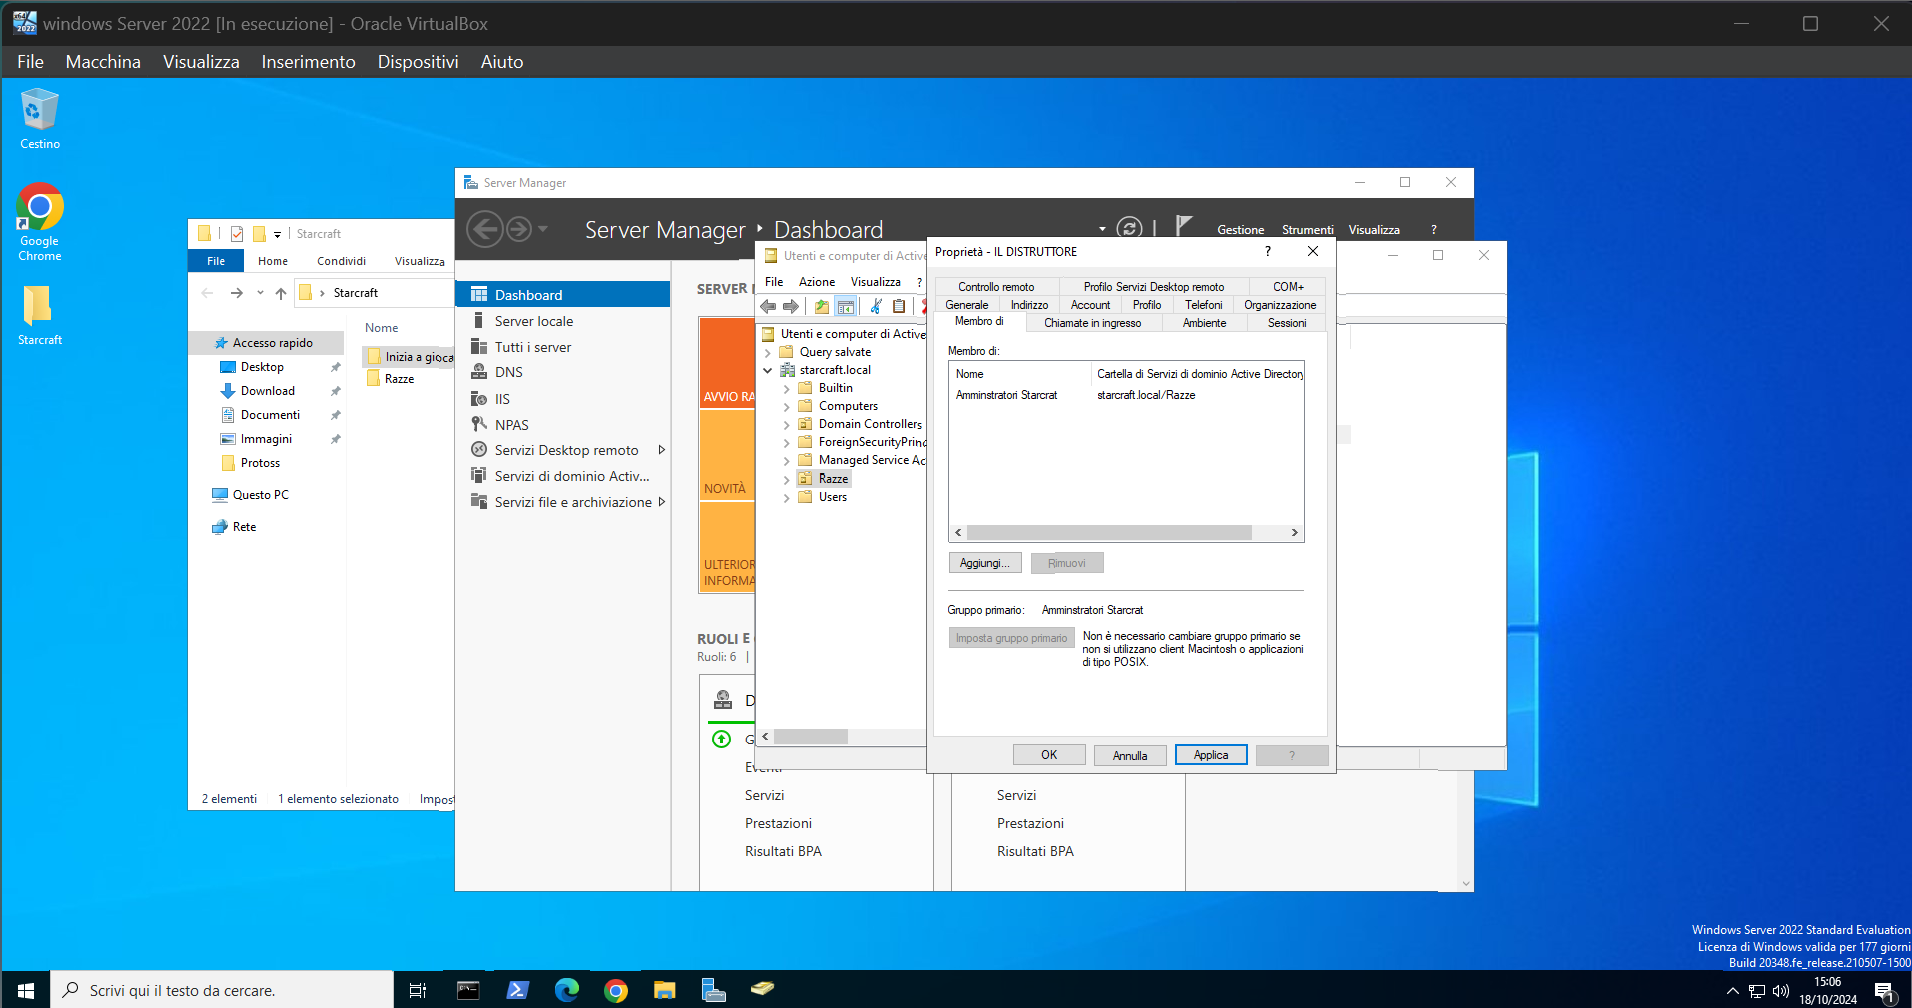 windows Server 2022 [In esecuzione] - Oracle VirtualBox
File Macchina Visualizza Inserimento Dispositivi Aiuto
Cestino
Google
Chrome
Starcraft
Starcraft
File Home Condividi Visualizza
Starcraft
Nome
Accesso rapido
Desktop
Download
Documenti
Immagini
Protoss
Questo PC
Rete
Inizia a gioca
Razze
2 elementi 1 elemento selezionato Impost
Server Manager
Server Manager Dashboard
Gestione Strumenti Visualizza ?
Dashboard
Server locale
Tutti i server
DNS
IIS
NPAS
Servizi Desktop remoto
Servizi di dominio Activ...
Servizi file e archiviazione
SERVER
AVVIO RA
NOVITÀ
ULTERIOR
INFORMA
RUOLI E
Ruoli: 6 |
D
G
Eventi
Servizi
Prestazioni
Risultati BPA
Servizi
Prestazioni
Risultati BPA
Utenti e computer di Active
File Azione Visualizza ?
Utenti e computer di Active
Query salvate
starcraft.local
Builtin
Computers
Domain Controllers
ForeignSecurityPrinc
Managed Service Ac
Razze
Users
Proprietà - IL DISTRUTTORE
?
Controllo remoto Profilo Servizi Desktop remoto COM+
Generale Indirizzo Account Profilo Telefoni Organizzazione
Membro di Chiamate in ingresso Ambiente Sessioni
Membro di:
Nome Cartella di Servizi di dominio Active Directory
Amminstratori Starcrat starcraft.local/Razze
Aggiungi... Rimuovi
Gruppo primario: Amminstratori Starcrat
Imposta gruppo primario
Non è necessario cambiare gruppo primario se
non si utilizzano client Macintosh o applicazioni
di tipo POSIX.
OK Annulla Applica ?
Windows Server 2022 Standard Evaluation
Licenza di Windows valida per 177 giorni
Build 20348.fe_release.210507-1500
Scrivi qui il testo da cercare.
15:06
18/10/2024
1